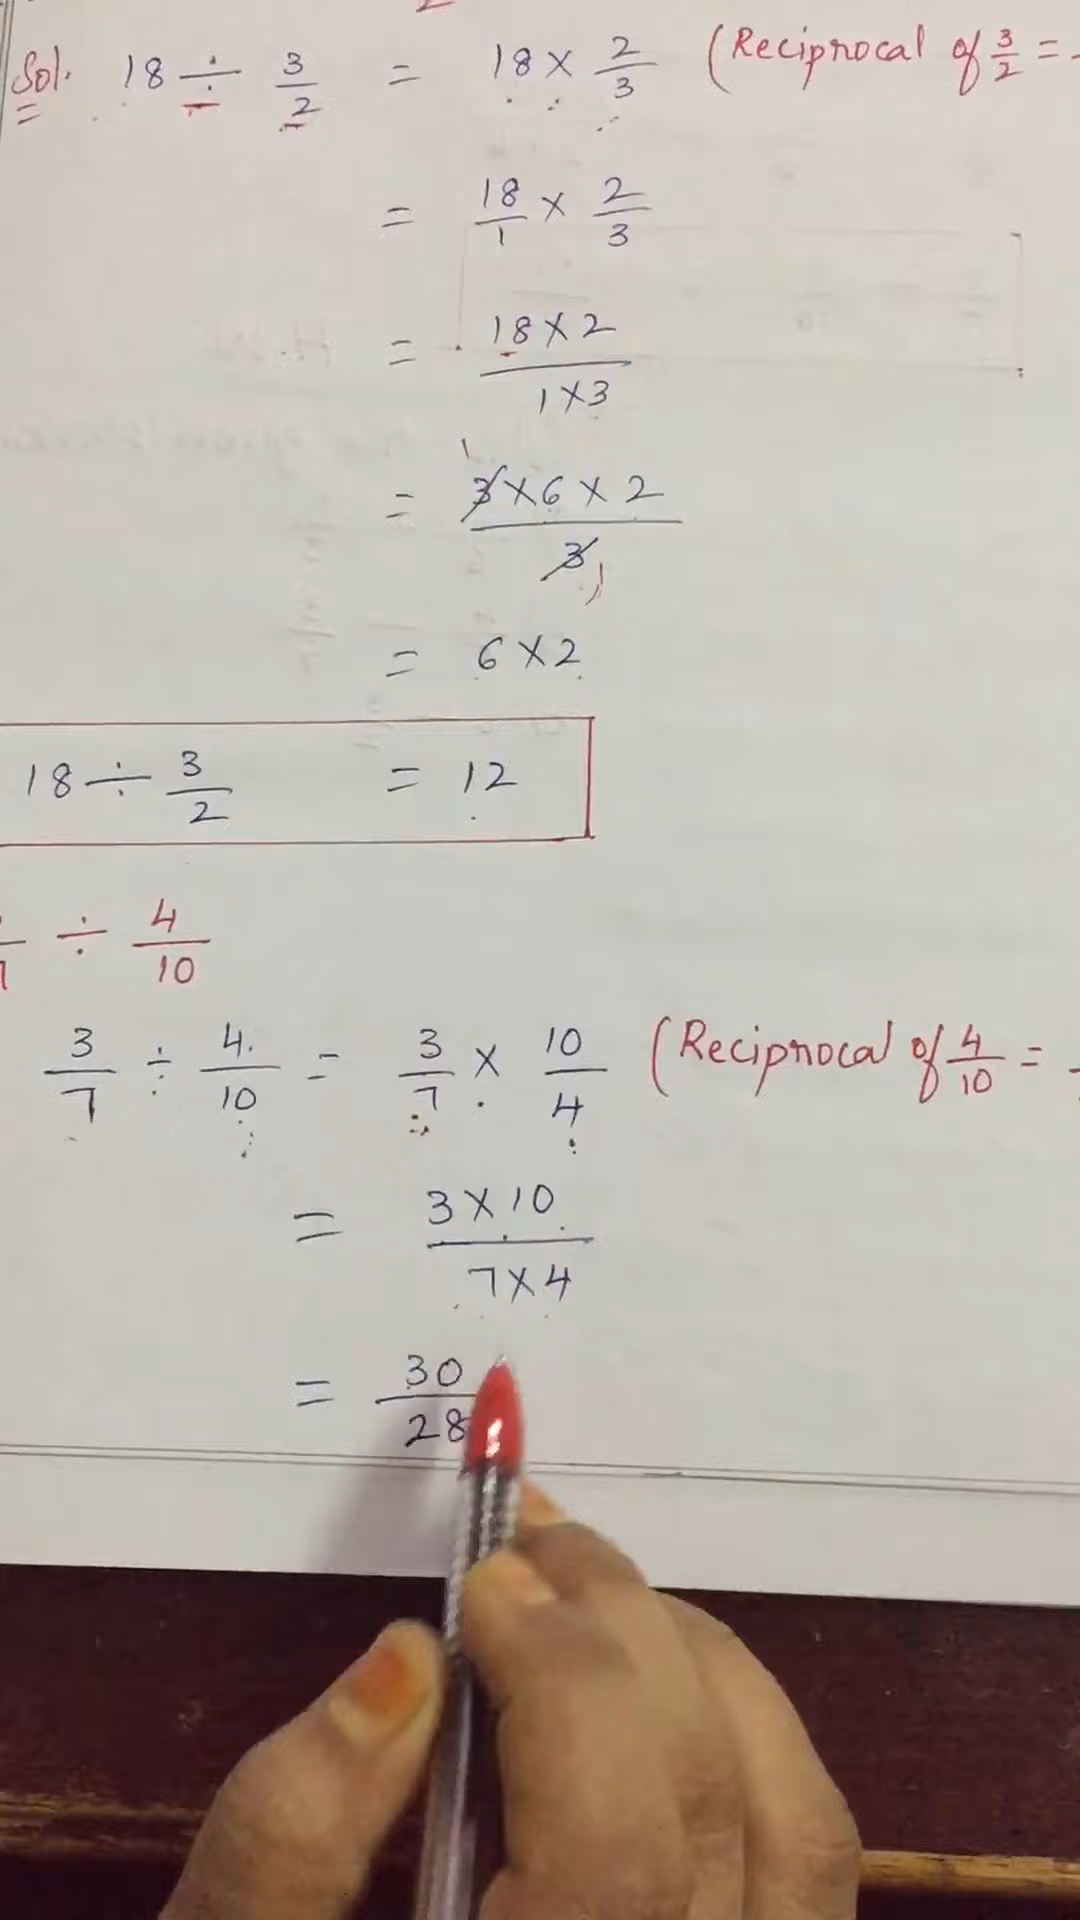 Sol. 18 ÷ 3/2 = 18 × 2/3 (Reciprocal of 3/2 =
= 18/1 × 2/3
= 18 × 2 / 1 × 3
= 3 × 6 × 2 / 3
= 6 × 2
18 ÷ 3/2 = 12
÷ 4/10
3/7 ÷ 4/10 = 3/7 × 10/4 (Reciprocal of 4/10 =
= 3 × 10 / 7 × 4
= 30/28